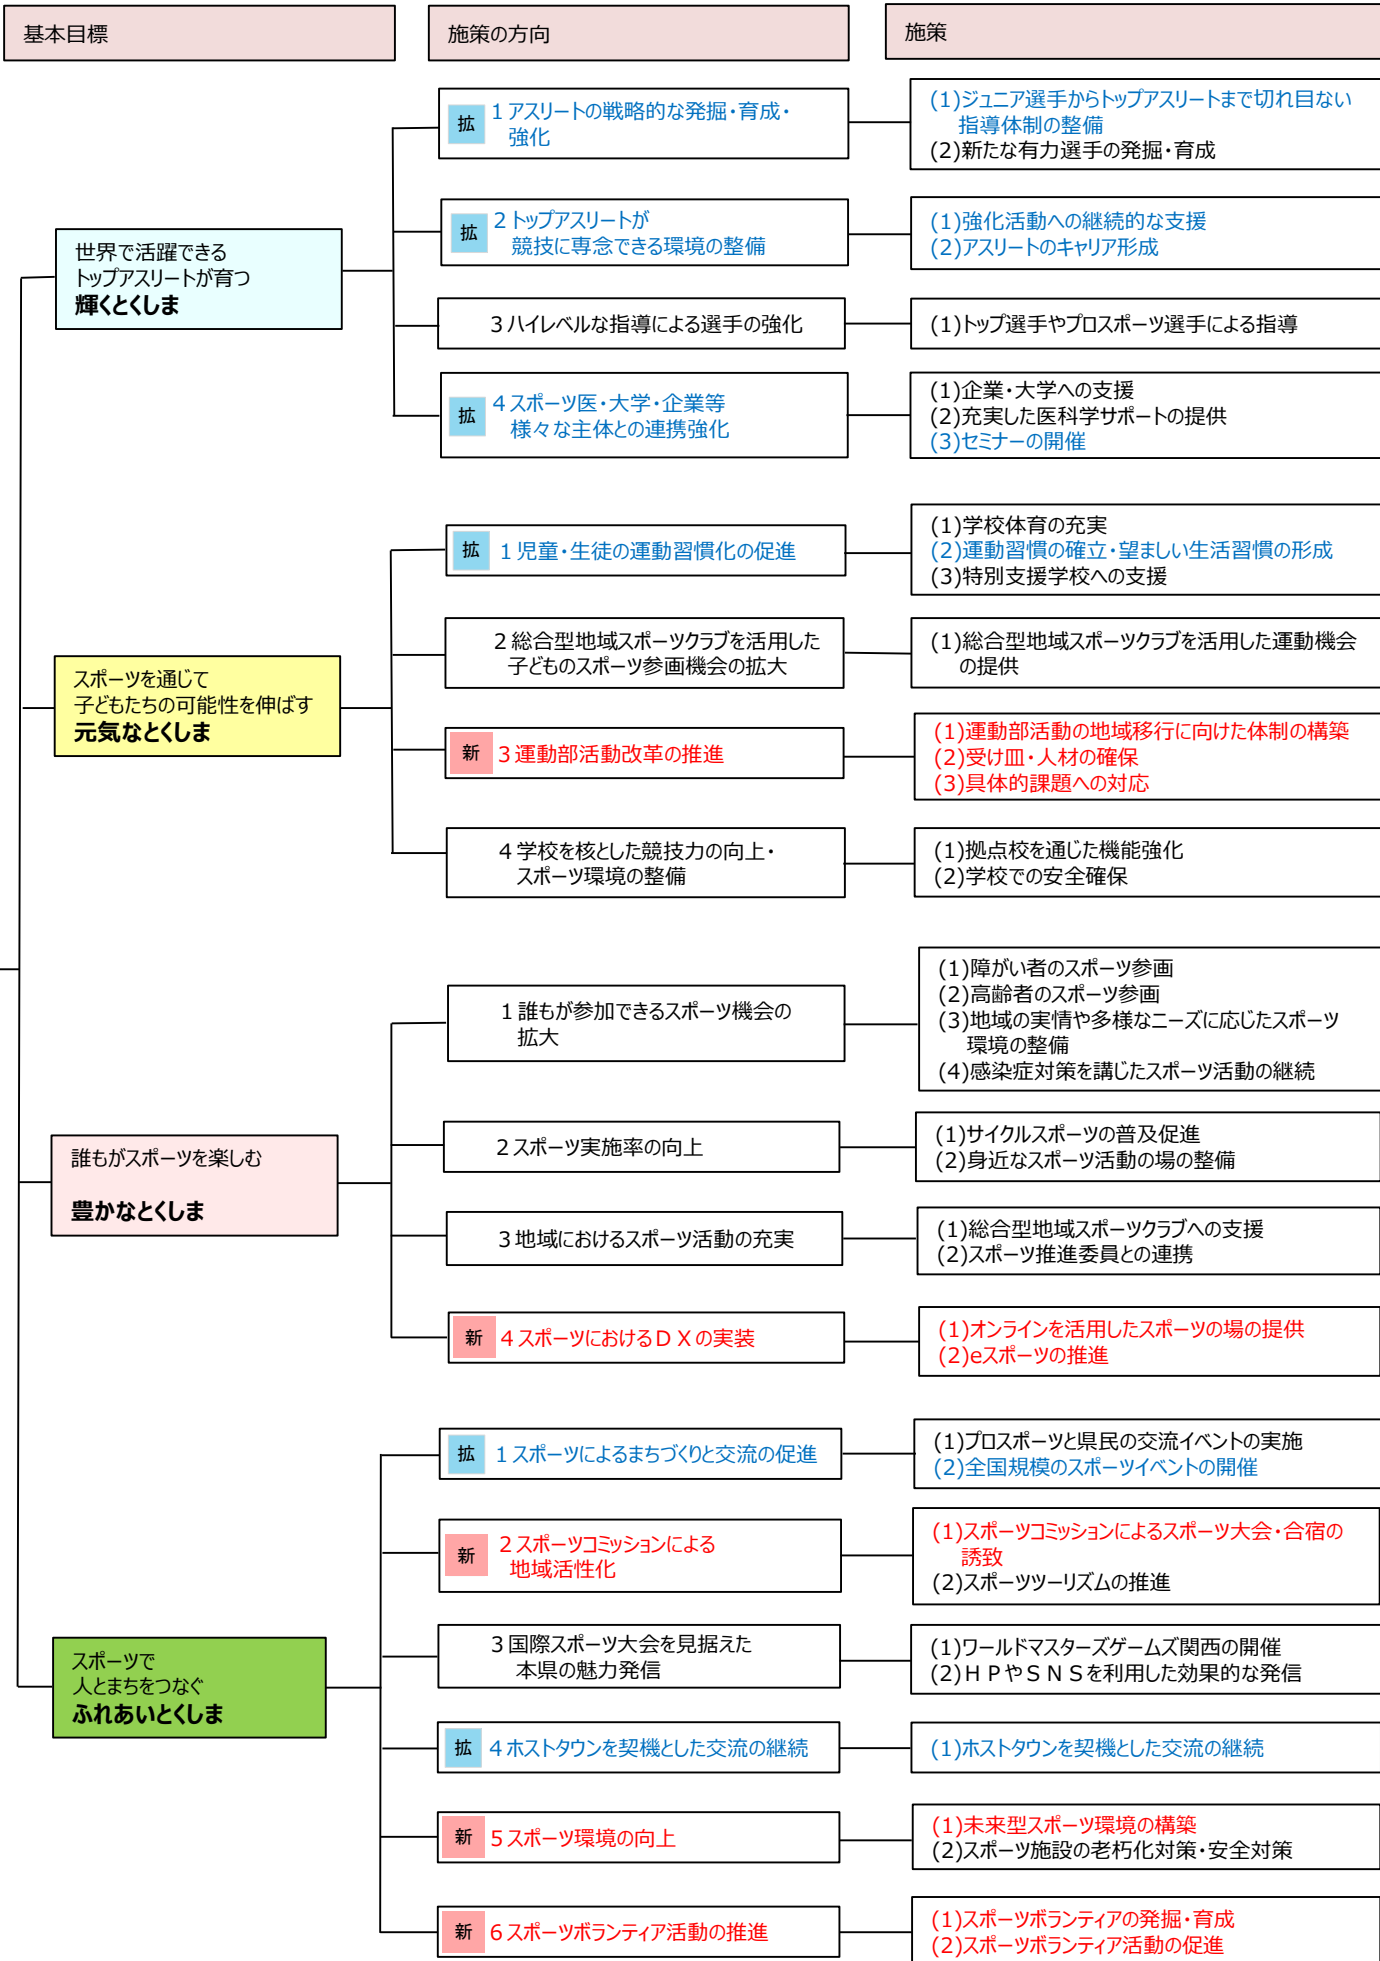 基本目標
施策の方向
施策
世界で活躍できる
トップアスリートが育つ
輝くとくしま
拡
1 アスリートの戦略的な発掘・育成・
強化
(1)ジュニア選手からトップアスリートまで切れ目ない
指導体制の整備
(2)新たな有力選手の発掘・育成
拡
2 トップアスリートが
競技に専念できる環境の整備
(1)強化活動への継続的な支援
(2)アスリートのキャリア形成
3 ハイレベルな指導による選手の強化
(1)トップ選手やプロスポーツ選手による指導
拡
4 スポーツ医・大学・企業等
様々な主体との連携強化
(1)企業・大学への支援
(2)充実した医科学サポートの提供
(3)セミナーの開催
スポーツを通じて
子どもたちの可能性を伸ばす
元気なとくしま
拡
1 児童・生徒の運動習慣化の促進
(1)学校体育の充実
(2)運動習慣の確立・望ましい生活習慣の形成
(3)特別支援学校への支援
2 総合型地域スポーツクラブを活用した
子どものスポーツ参画機会の拡大
(1)総合型地域スポーツクラブを活用した運動機会
の提供
新
3 運動部活動改革の推進
(1)運動部活動の地域移行に向けた体制の構築
(2)受け皿・人材の確保
(3)具体的課題への対応
4 学校を核とした競技力の向上・
スポーツ環境の整備
(1)拠点校を通じた機能強化
(2)学校での安全確保
誰もがスポーツを楽しむ
豊かなとくしま
1 誰もが参加できるスポーツ機会の
拡大
(1)障がい者のスポーツ参画
(2)高齢者のスポーツ参画
(3)地域の実情や多様なニーズに応じたスポーツ
環境の整備
(4)感染症対策を講じたスポーツ活動の継続
2 スポーツ実施率の向上
(1)サイクルスポーツの普及促進
(2)身近なスポーツ活動の場の整備
3 地域におけるスポーツ活動の充実
(1)総合型地域スポーツクラブへの支援
(2)スポーツ推進委員との連携
新
4 スポーツにおけるＤＸの実装
(1)オンラインを活用したスポーツの場の提供
(2)eスポーツの推進
スポーツで
人とまちをつなぐ
ふれあいとくしま
拡
1 スポーツによるまちづくりと交流の促進
(1)プロスポーツと県民の交流イベントの実施
(2)全国規模のスポーツイベントの開催
新
2 スポーツコミッションによる
地域活性化
(1)スポーツコミッションによるスポーツ大会・合宿の
誘致
(2)スポーツツーリズムの推進
3 国際スポーツ大会を見据えた
本県の魅力発信
(1)ワールドマスターズゲームズ関西の開催
(2)ＨＰやＳＮＳを利用した効果的な発信
拡
4 ホストタウンを契機とした交流の継続
(1)ホストタウンを契機とした交流の継続
新
5 スポーツ環境の向上
(1)未来型スポーツ環境の構築
(2)スポーツ施設の老朽化対策・安全対策
新
6 スポーツボランティア活動の推進
(1)スポーツボランティアの発掘・育成
(2)スポーツボランティア活動の促進